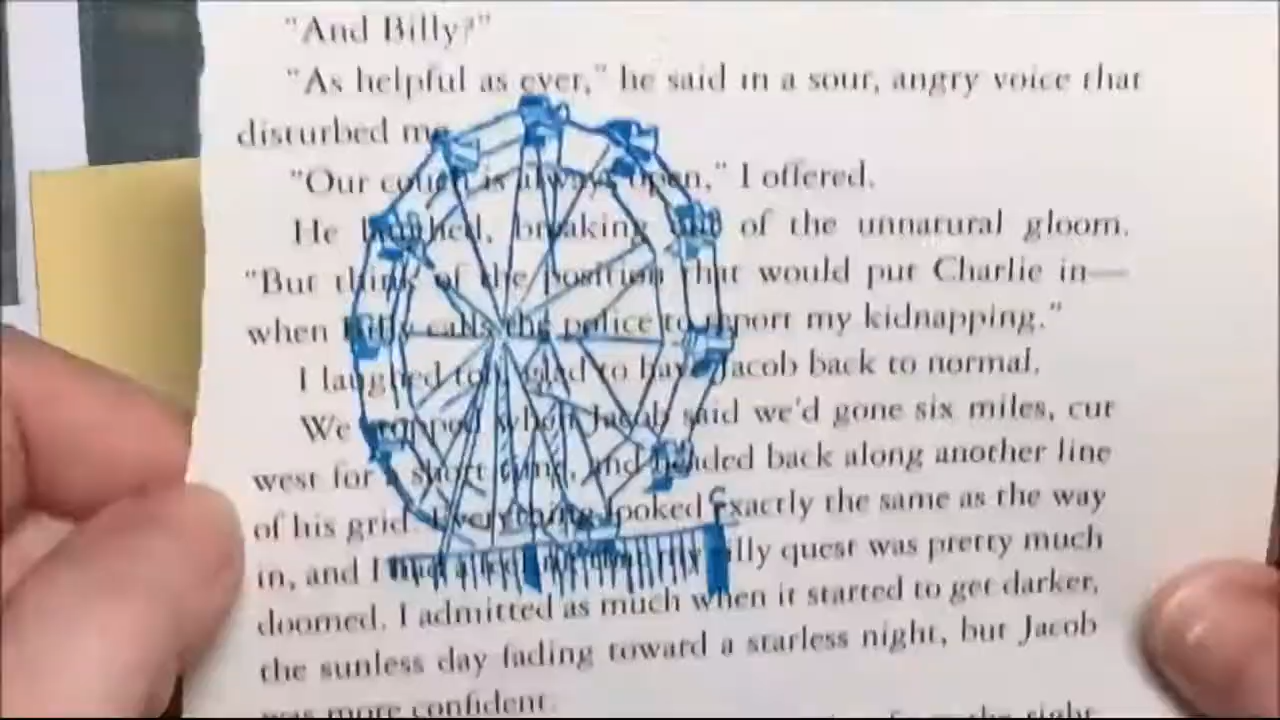 "And Billy?"
"As helpful as ever," he said in a sour, angry voice that
disturbed me.
"Our couch is always open," I offered.
He laughed, breaking out of the unnatural gloom.
"But think of the position that would put Charlie in—
when Billy calls the police to report my kidnapping."
I laughed too, glad to have Jacob back to normal.
We stopped when Jacob said we'd gone six miles, cut
west for a short time, and headed back along another line
of his grid. Everything looked exactly the same as the way
in, and I had a feeling that my silly quest was pretty much
doomed. I admitted as much when it started to get darker,
the sunless day fading toward a starless night, but Jacob
was more confident.
the right